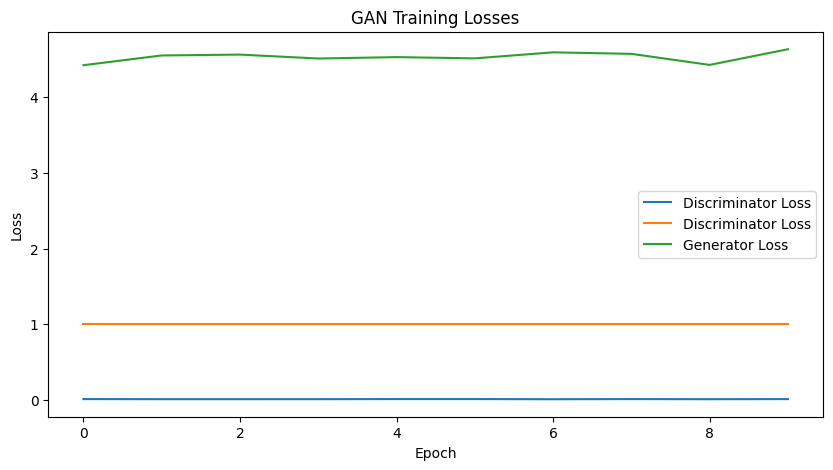 GAN Training Losses
Loss
4
3
2
1
0
Discriminator Loss
Discriminator Loss
Generator Loss
0 2 4 6 8
Epoch